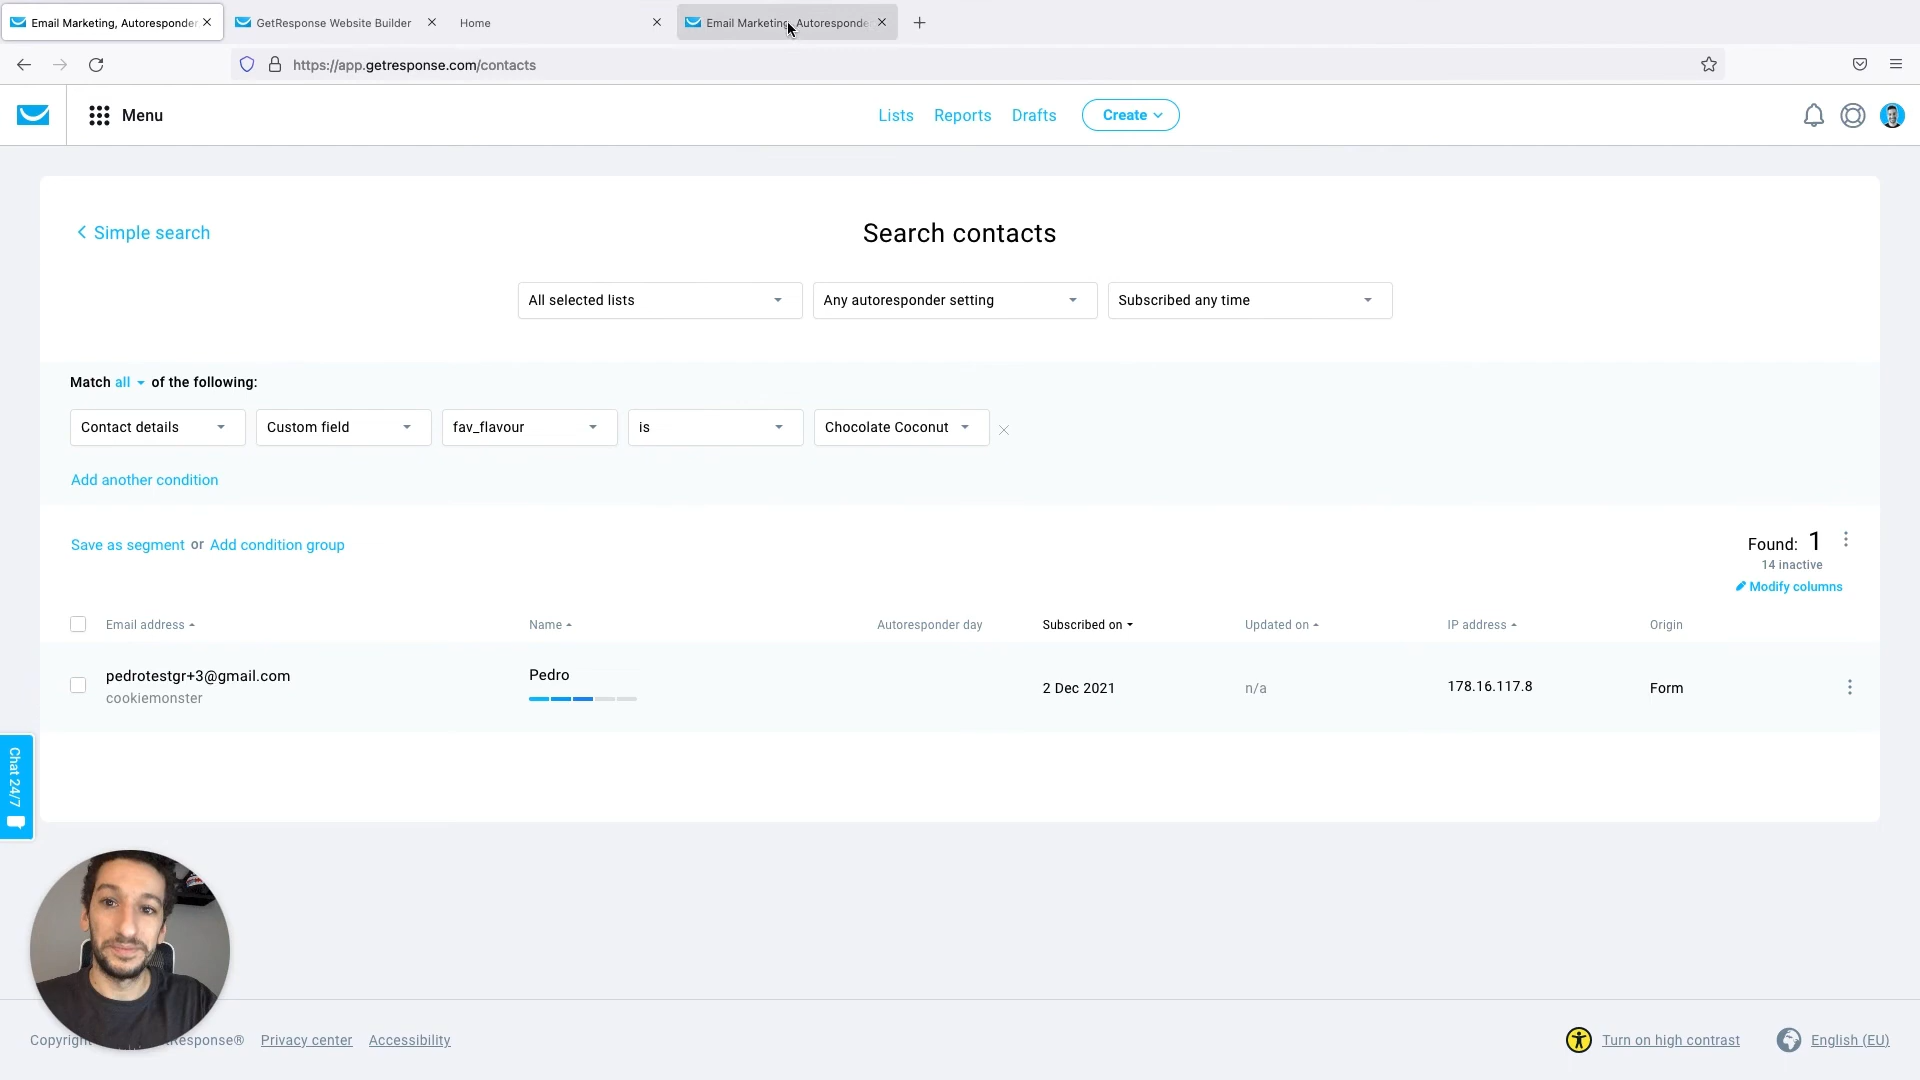 Email Marketing, Autoresponder
GetResponse Website Builder
Home
Email Marketing, Autoresponde
https://app.getresponse.com/contacts
Menu
Lists
Reports
Drafts
Create
Simple search
Search contacts
All selected lists
Any autoresponder setting
Subscribed any time
Match all of the following:
Contact details
Custom field
fav_flavour
is
Chocolate Coconut
Add another condition
Save as segment or Add condition group
Found: 1
14 inactive
Modify columns
Email address
Name
Autoresponder day
Subscribed on
Updated on
IP address
Origin
pedrotestgr+3@gmail.com
cookiemonster
Pedro
2 Dec 2021
n/a
178.16.117.8
Form
Chat 24/7
Privacy center
Accessibility
Turn on high contrast
English (EU)